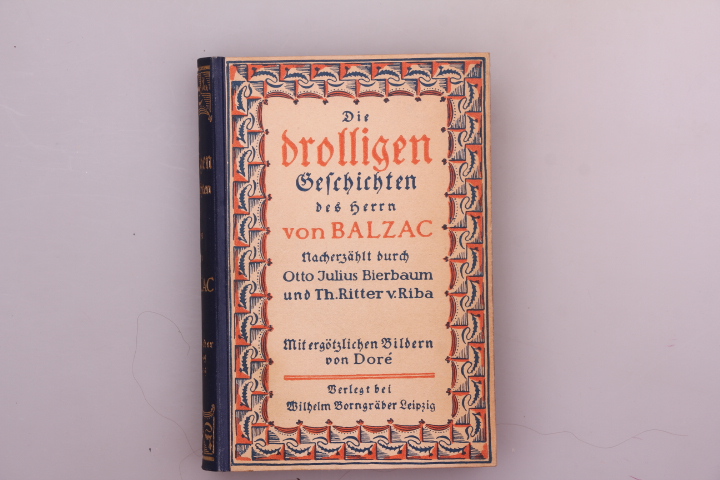 Die
drolligen
Geschichten
des Herrn
von BALZAC
Nacherzählt durch
Otto Julius Bierbaum
und Th. Ritter v. Riba
Mit ergötzlichen Bildern
von Doré
Verlegt bei
Wilhelm Borngräber Leipzig